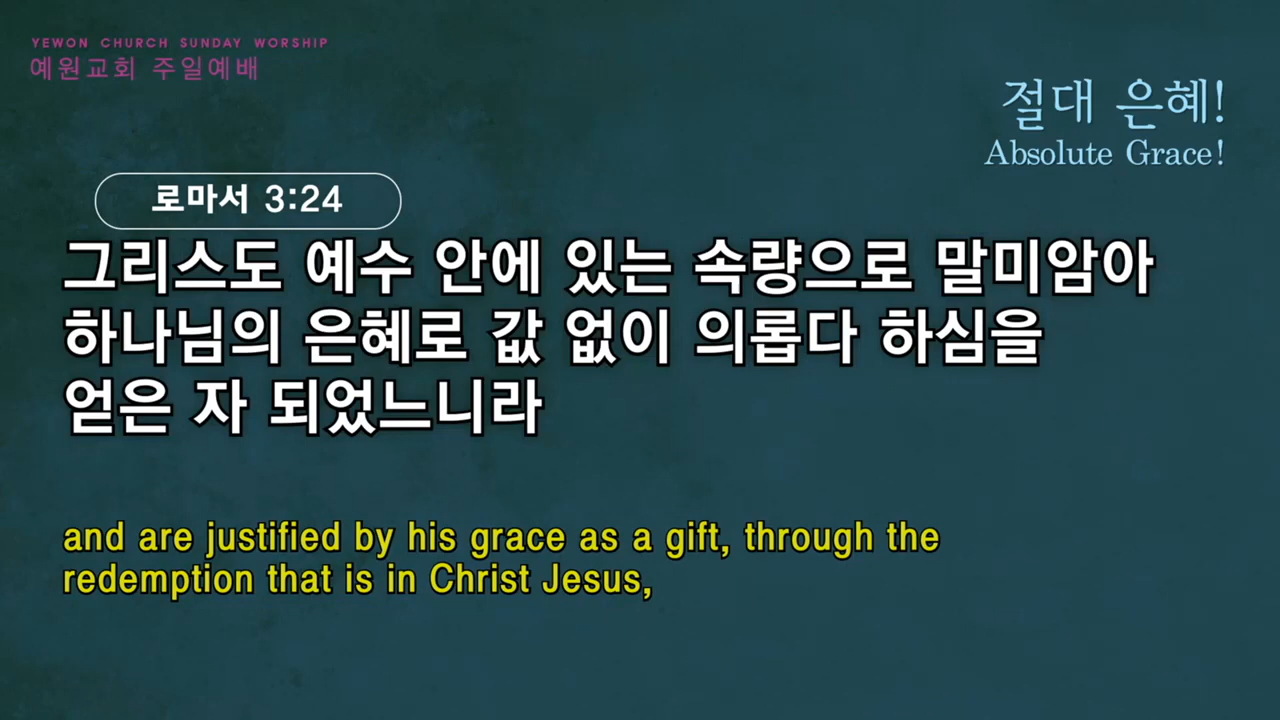 YEWON CHURCH SUNDAY WORSHIP
예원교회 주일예배
절대 은혜!
Absolute Grace!
로마서 3:24
그리스도 예수 안에 있는 속량으로 말미암아
하나님의 은혜로 값 없이 의롭다 하심을
얻은 자 되었느니라
and are justified by his grace as a gift, through the
redemption that is in Christ Jesus,